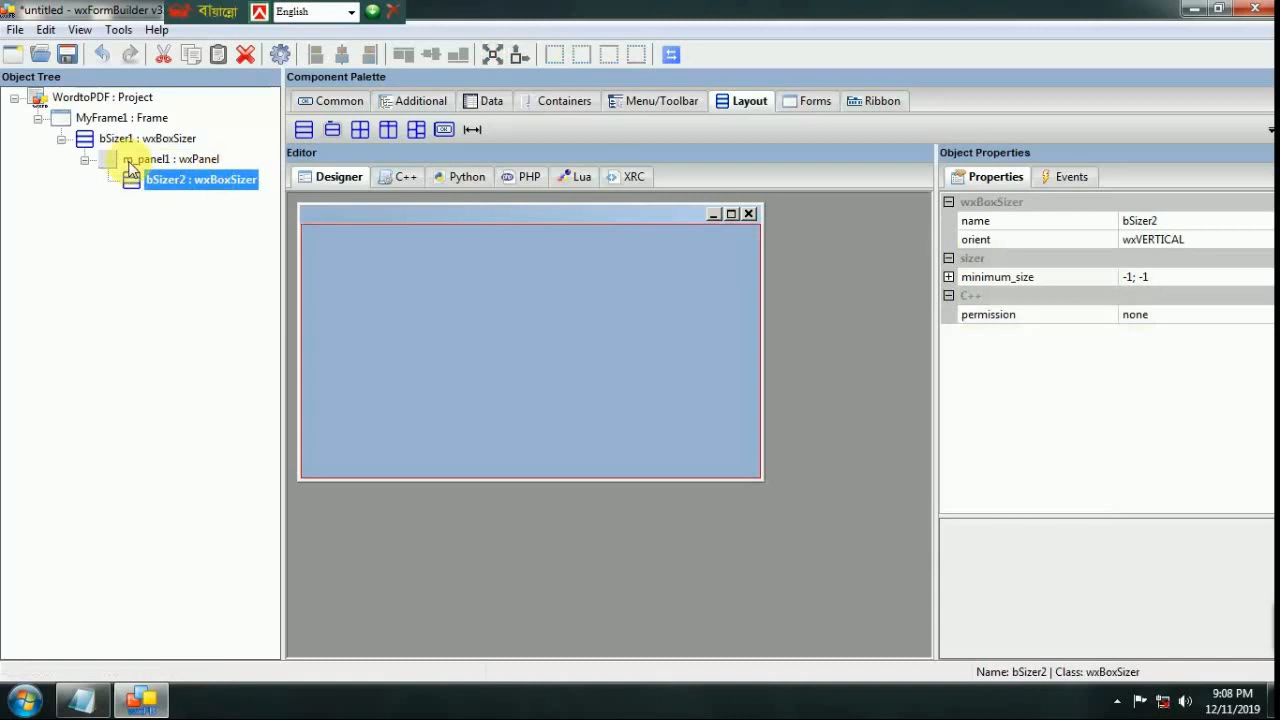 *untitled - wxFormBuilder v3
বায়ান্নো English
File Edit View Tools Help
Object Tree
WordtoPDF : Project
MyFrame1 : Frame
bSizer1 : wxBoxSizer
m_panel1 : wxPanel
bSizer2 : wxBoxSizer
Component Palette
Common Additional Data Containers Menu/Toolbar Layout Forms Ribbon
OK
Editor
Designer C++ Python PHP Lua XRC
Object Properties
Properties Events
wxBoxSizer
name bSizer2
orient wxVERTICAL
sizer
minimum_size -1; -1
C++
permission none
Name: bSizer2 | Class: wxBoxSizer
9:08 PM
12/11/2019